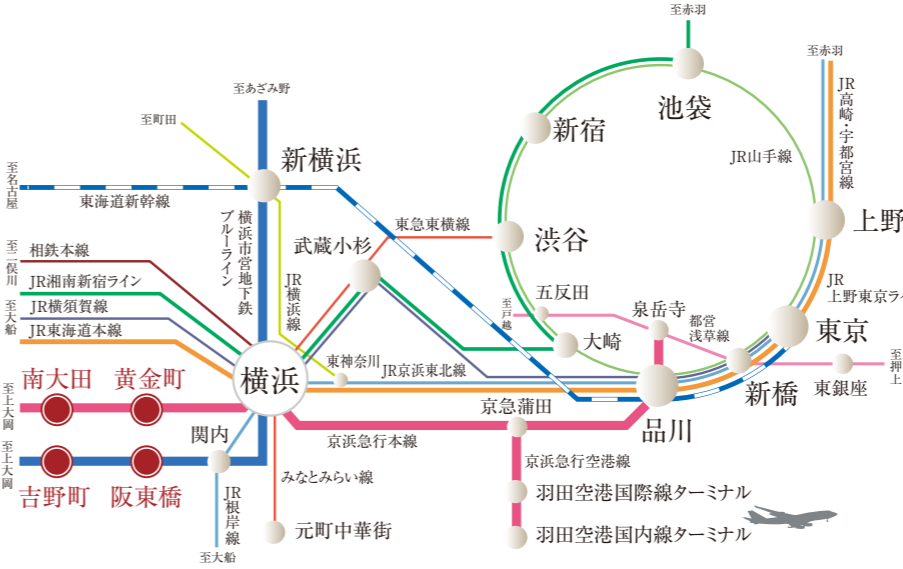 至赤羽
至赤羽
池袋
JR高崎・宇都宮線
至あざみ野
至町田
新宿
新横浜
JR山手線
至名古屋
東海道新幹線
横浜市営地下鉄
ブルーライン
東急東横線
渋谷
上野
武蔵小杉
至二俣川
相鉄本線
JR湘南新宿ライン
JR横浜線
JR
上野東京ラ
五反田
至戸越
泉岳寺
都営
浅草線
至大船
JR横須賀線
JR東海道本線
東京
大崎
東神奈川
JR京浜東北線
横浜
新橋
東銀座
至押上
南大田
黄金町
至上大岡
京急蒲田
品川
関内
京浜急行本線
至上大岡
京浜急行空港線
みなとみらい線
吉野町
阪東橋
JR根岸線
羽田空港国際線ターミナル
元町中華街
羽田空港国内線ターミナル
至大船